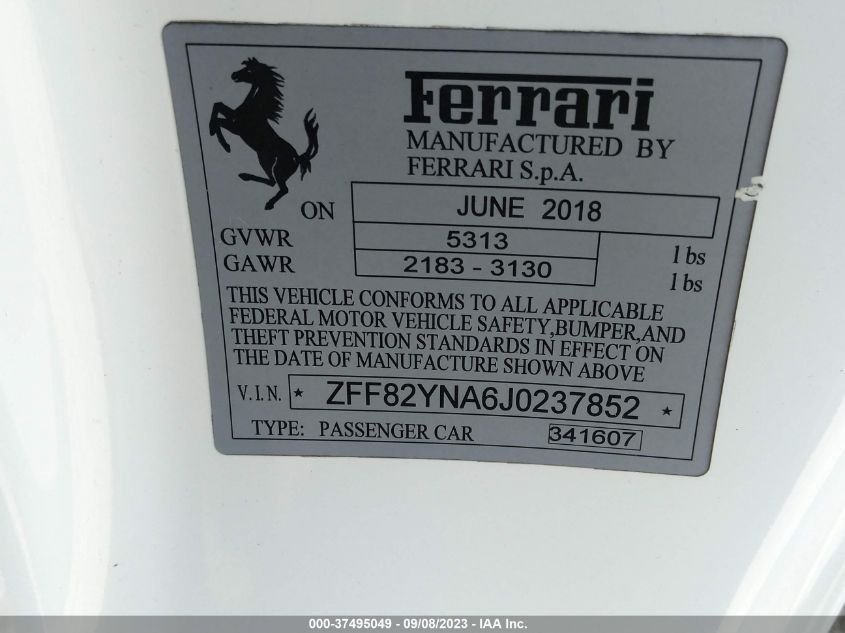 Ferrari
MANUFACTURED BY
FERRARI S.p.A.
ON JUNE 2018
GVWR 5313 lbs
GAWR 2183 - 3130 lbs
THIS VEHICLE CONFORMS TO ALL APPLICABLE
FEDERAL MOTOR VEHICLE SAFETY,BUMPER,AND
THEFT PREVENTION STANDARDS IN EFFECT ON
THE DATE OF MANUFACTURE SHOWN ABOVE
V.I.N. * ZFF82YNA6J0237852 *
TYPE: PASSENGER CAR 341607
000-37495049 - 09/08/2023 - IAA Inc.